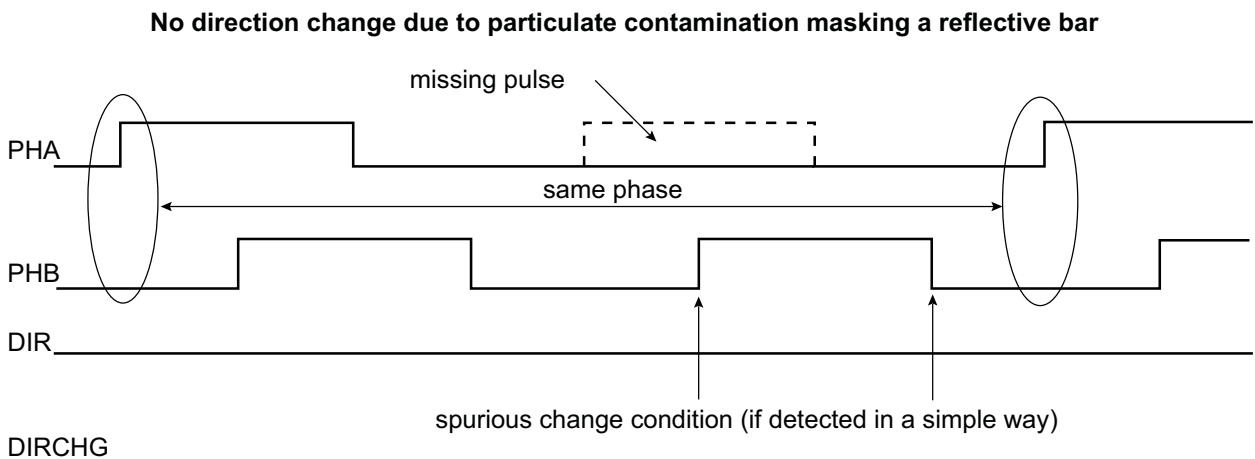 No direction change due to particulate contamination masking a reflective bar
missing pulse
PHA
same phase
PHB
DIR
spurious change condition (if detected in a simple way)
DIRCHG